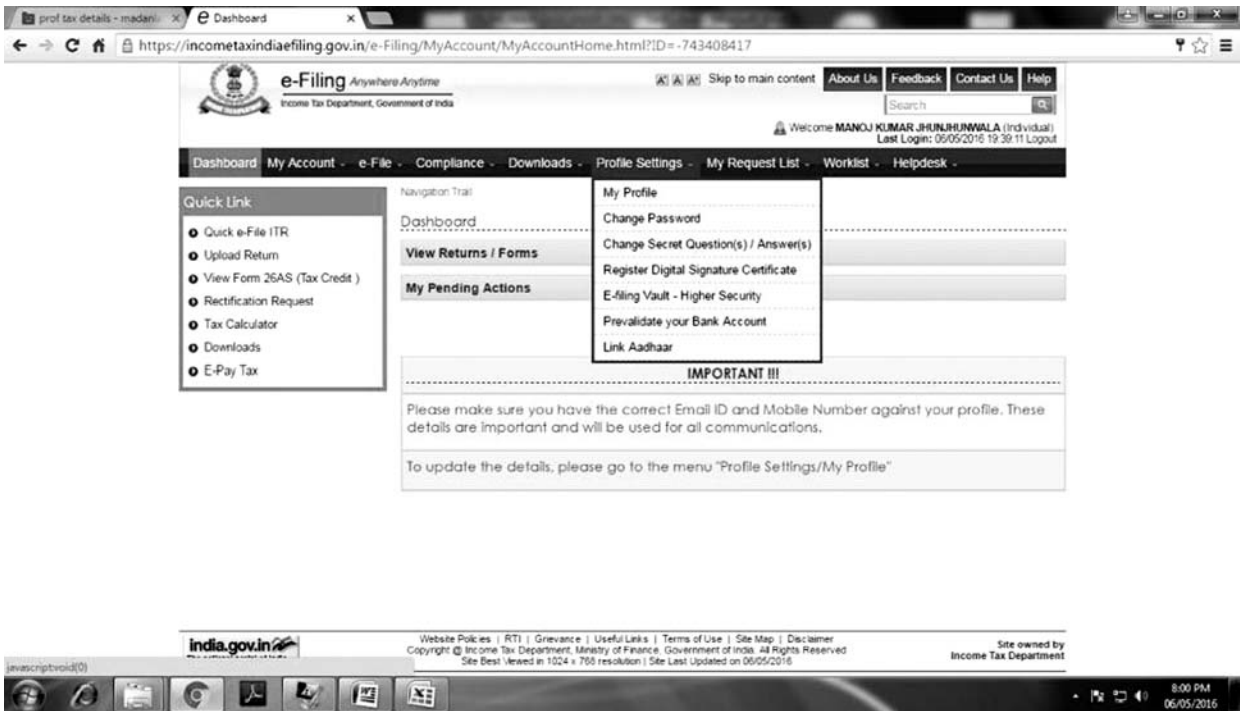 prof tax details - madanla
Dashboard
https://incometaxindiaefiling.gov.in/e-Filing/MyAccount/MyAccountHome.html?ID=-743408417
e-Filing Anywhere Anytime
Income Tax Department, Government of India
A- A A+ Skip to main content About Us Feedback Contact Us Help
Search
Welcome MANOJ KUMAR JHUNJHUNWALA (Individual)
Last Login: 06/05/2016 19:39:11 Logout
Dashboard My Account e-File Compliance Downloads Profile Settings My Request List Worklist Helpdesk
Quick Link
Quick e-File ITR
Upload Return
View Form 26AS (Tax Credit )
Rectification Request
Tax Calculator
Downloads
E-Pay Tax
Navigation Trail
Dashboard
View Returns / Forms
My Pending Actions
My Profile
Change Password
Change Secret Question(s) / Answer(s)
Register Digital Signature Certificate
E-filing Vault - Higher Security
Prevalidate your Bank Account
Link Aadhaar
IMPORTANT !!!
Please make sure you have the correct Email ID and Mobile Number against your profile. These
details are important and will be used for all communications.
To update the details, please go to the menu "Profile Settings/My Profile"
india.gov.in
Website Policies | RTI | Grievance | Useful Links | Terms of Use | Site Map | Disclaimer
Copyright @ Income Tax Department, Ministry of Finance, Government of India. All Rights Reserved
Site Best Viewed in 1024 x 768 resolution | Site Last Updated on 06/05/2016
Site owned by
Income Tax Department
javascript:void(0)
8:00 PM
06/05/2016